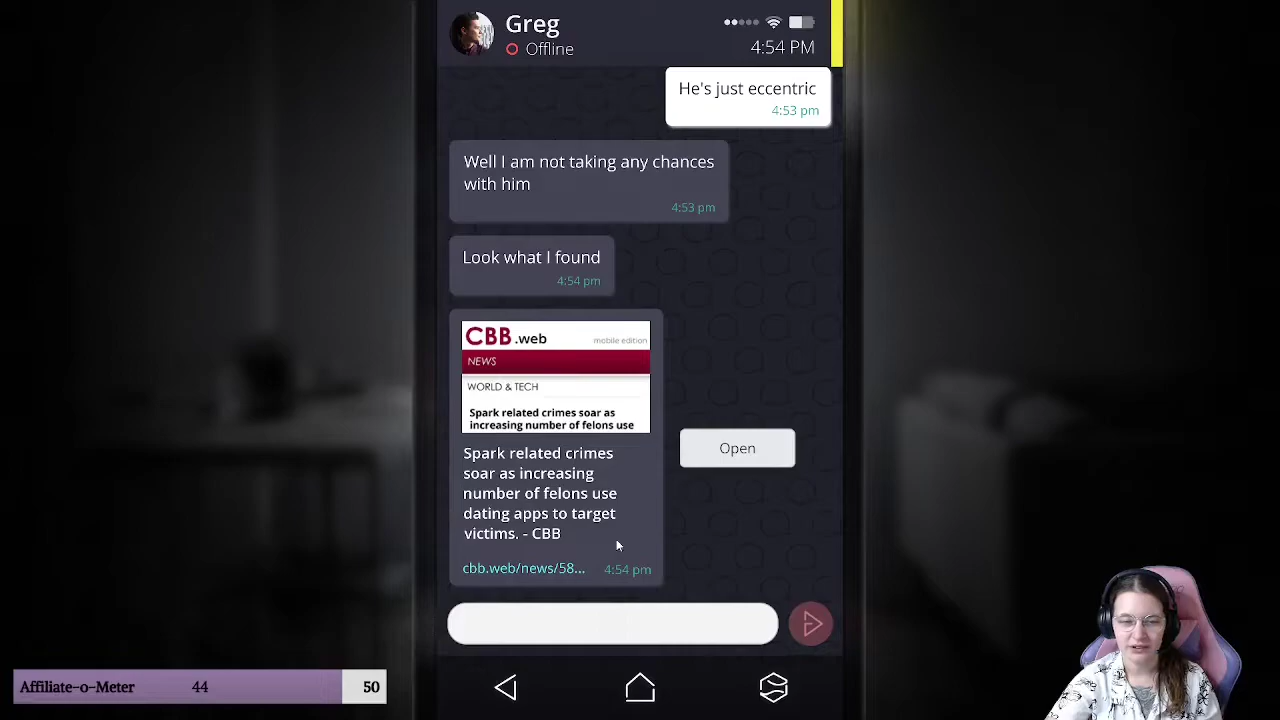 Greg
Offline
4:54 PM
He's just eccentric
4:53 pm
Well I am not taking any chances
with him
4:53 pm
Look what I found
4:54 pm
CBB .web
mobile edition
NEWS
WORLD & TECH
Spark related crimes soar as
increasing number of felons use
Open
Spark related crimes
soar as increasing
number of felons use
dating apps to target
victims. - CBB
cbb.web/news/58...
4:54 pm
Affiliate-o-Meter 44 50